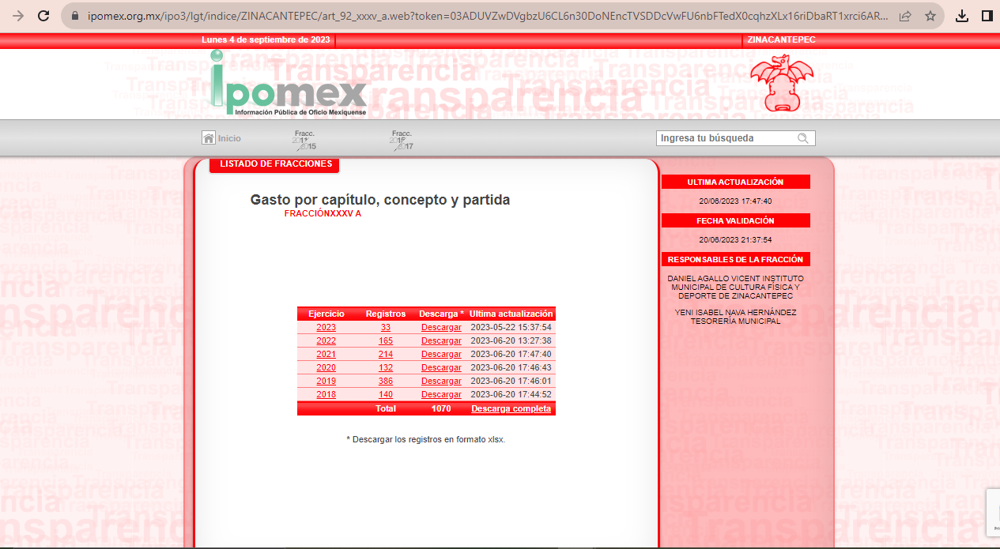 ipomex.org.mx/ipo3/lgt/indice/ZINACANTEPEC/art_92_xxxv_a.web?token=03ADUVZwDVgbzU6CL6n30DoNEncTVSDDcVwFU6nbFTedX0cqhzXLx16riDbaRT1xrci6AR...
Lunes 4 de septiembre de 2023
ZINACANTEPEC
Transparencia
ipomex
Información Pública de Oficio Mexiquense
Inicio
Fracc.
2015
Fracc.
2017
Ingresa tu búsqueda
LISTADO DE FRACCIONES
Gasto por capítulo, concepto y partida
FRACCIÓNXXXV A
Ejercicio Registros Descarga * Ultima actualización
2023 33 Descargar 2023-05-22 15:37:54
2022 165 Descargar 2023-06-20 13:27:38
2021 214 Descargar 2023-06-20 17:47:40
2020 132 Descargar 2023-06-20 17:46:43
2019 386 Descargar 2023-06-20 17:46:01
2018 140 Descargar 2023-06-20 17:44:52
Total 1070 Descarga completa
* Descargar los registros en formato xlsx.
ULTIMA ACTUALIZACIÓN
20/06/2023 17:47:40
FECHA VALIDACIÓN
20/06/2023 21:37:54
RESPONSABLES DE LA FRACCIÓN
DANIEL AGALLO VICENT INSTITUTO
MUNICIPAL DE CULTURA FÍSICA Y
DEPORTE DE ZINACANTEPEC
YENI ISABEL NAVA HERNÁNDEZ
TESORERIA MUNICIPAL